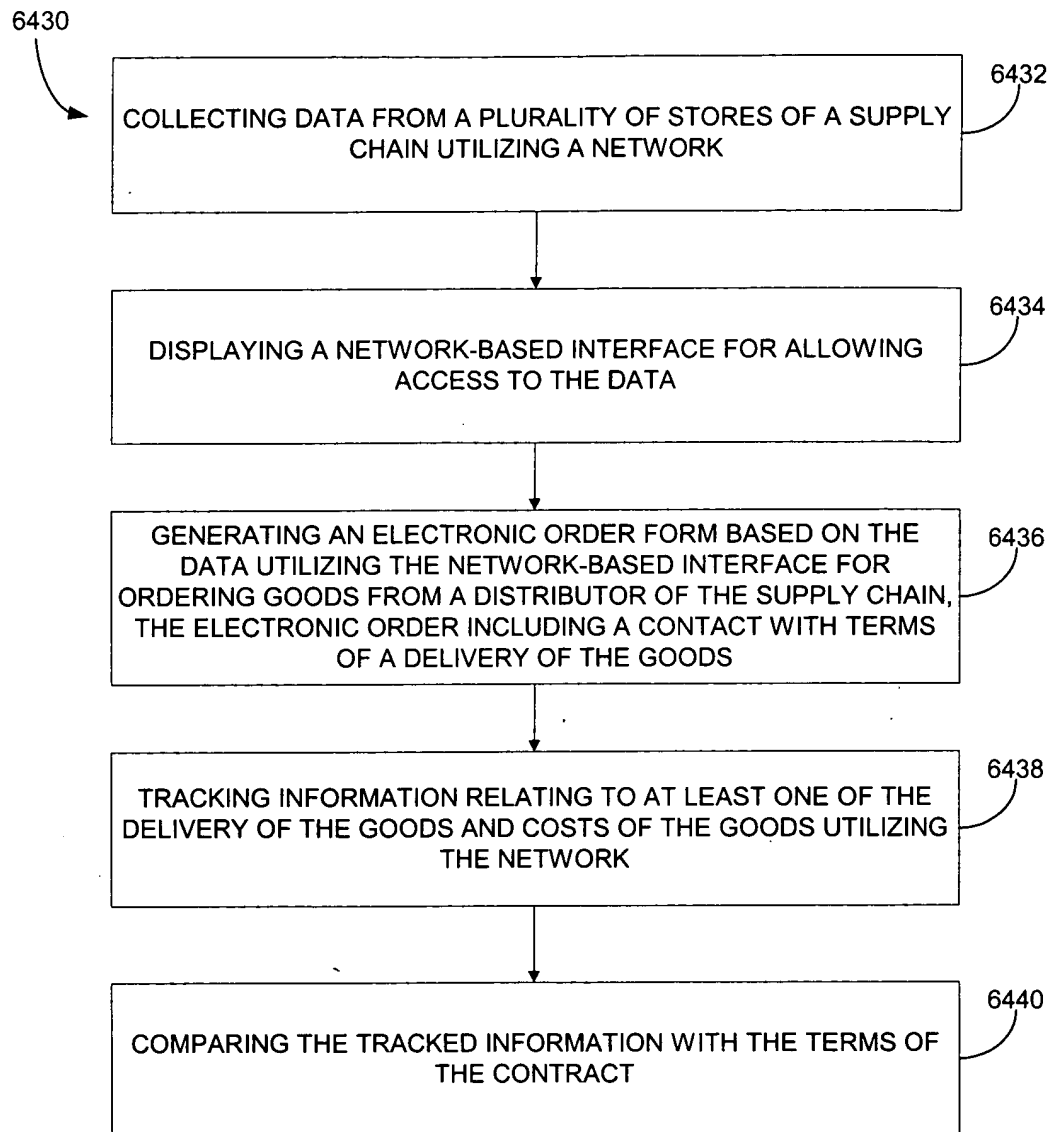 6430
6432
COLLECTING DATA FROM A PLURALITY OF STORES OF A SUPPLY
CHAIN UTILIZING A NETWORK
6434
DISPLAYING A NETWORK-BASED INTERFACE FOR ALLOWING
ACCESS TO THE DATA
6436
GENERATING AN ELECTRONIC ORDER FORM BASED ON THE
DATA UTILIZING THE NETWORK-BASED INTERFACE FOR
ORDERING GOODS FROM A DISTRIBUTOR OF THE SUPPLY CHAIN,
THE ELECTRONIC ORDER INCLUDING A CONTACT WITH TERMS
OF A DELIVERY OF THE GOODS
6438
TRACKING INFORMATION RELATING TO AT LEAST ONE OF THE
DELIVERY OF THE GOODS AND COSTS OF THE GOODS UTILIZING
THE NETWORK
6440
COMPARING THE TRACKED INFORMATION WITH THE TERMS OF
THE CONTRACT